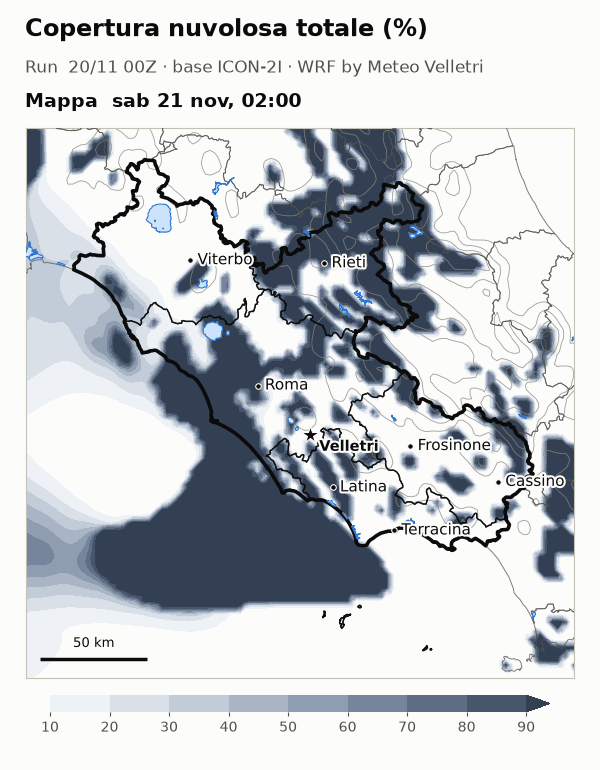 Copertura nuvolosa totale (%)
Run  20/11 00Z · base ICON-2I · WRF by Meteo Velletri
Mappa  sab 21 nov, 02:00
Viterbo
Rieti
Roma
Velletri
Frosinone
Cassino
Latina
Terracina
50 km
10 20 30 40 50 60 70 80 90